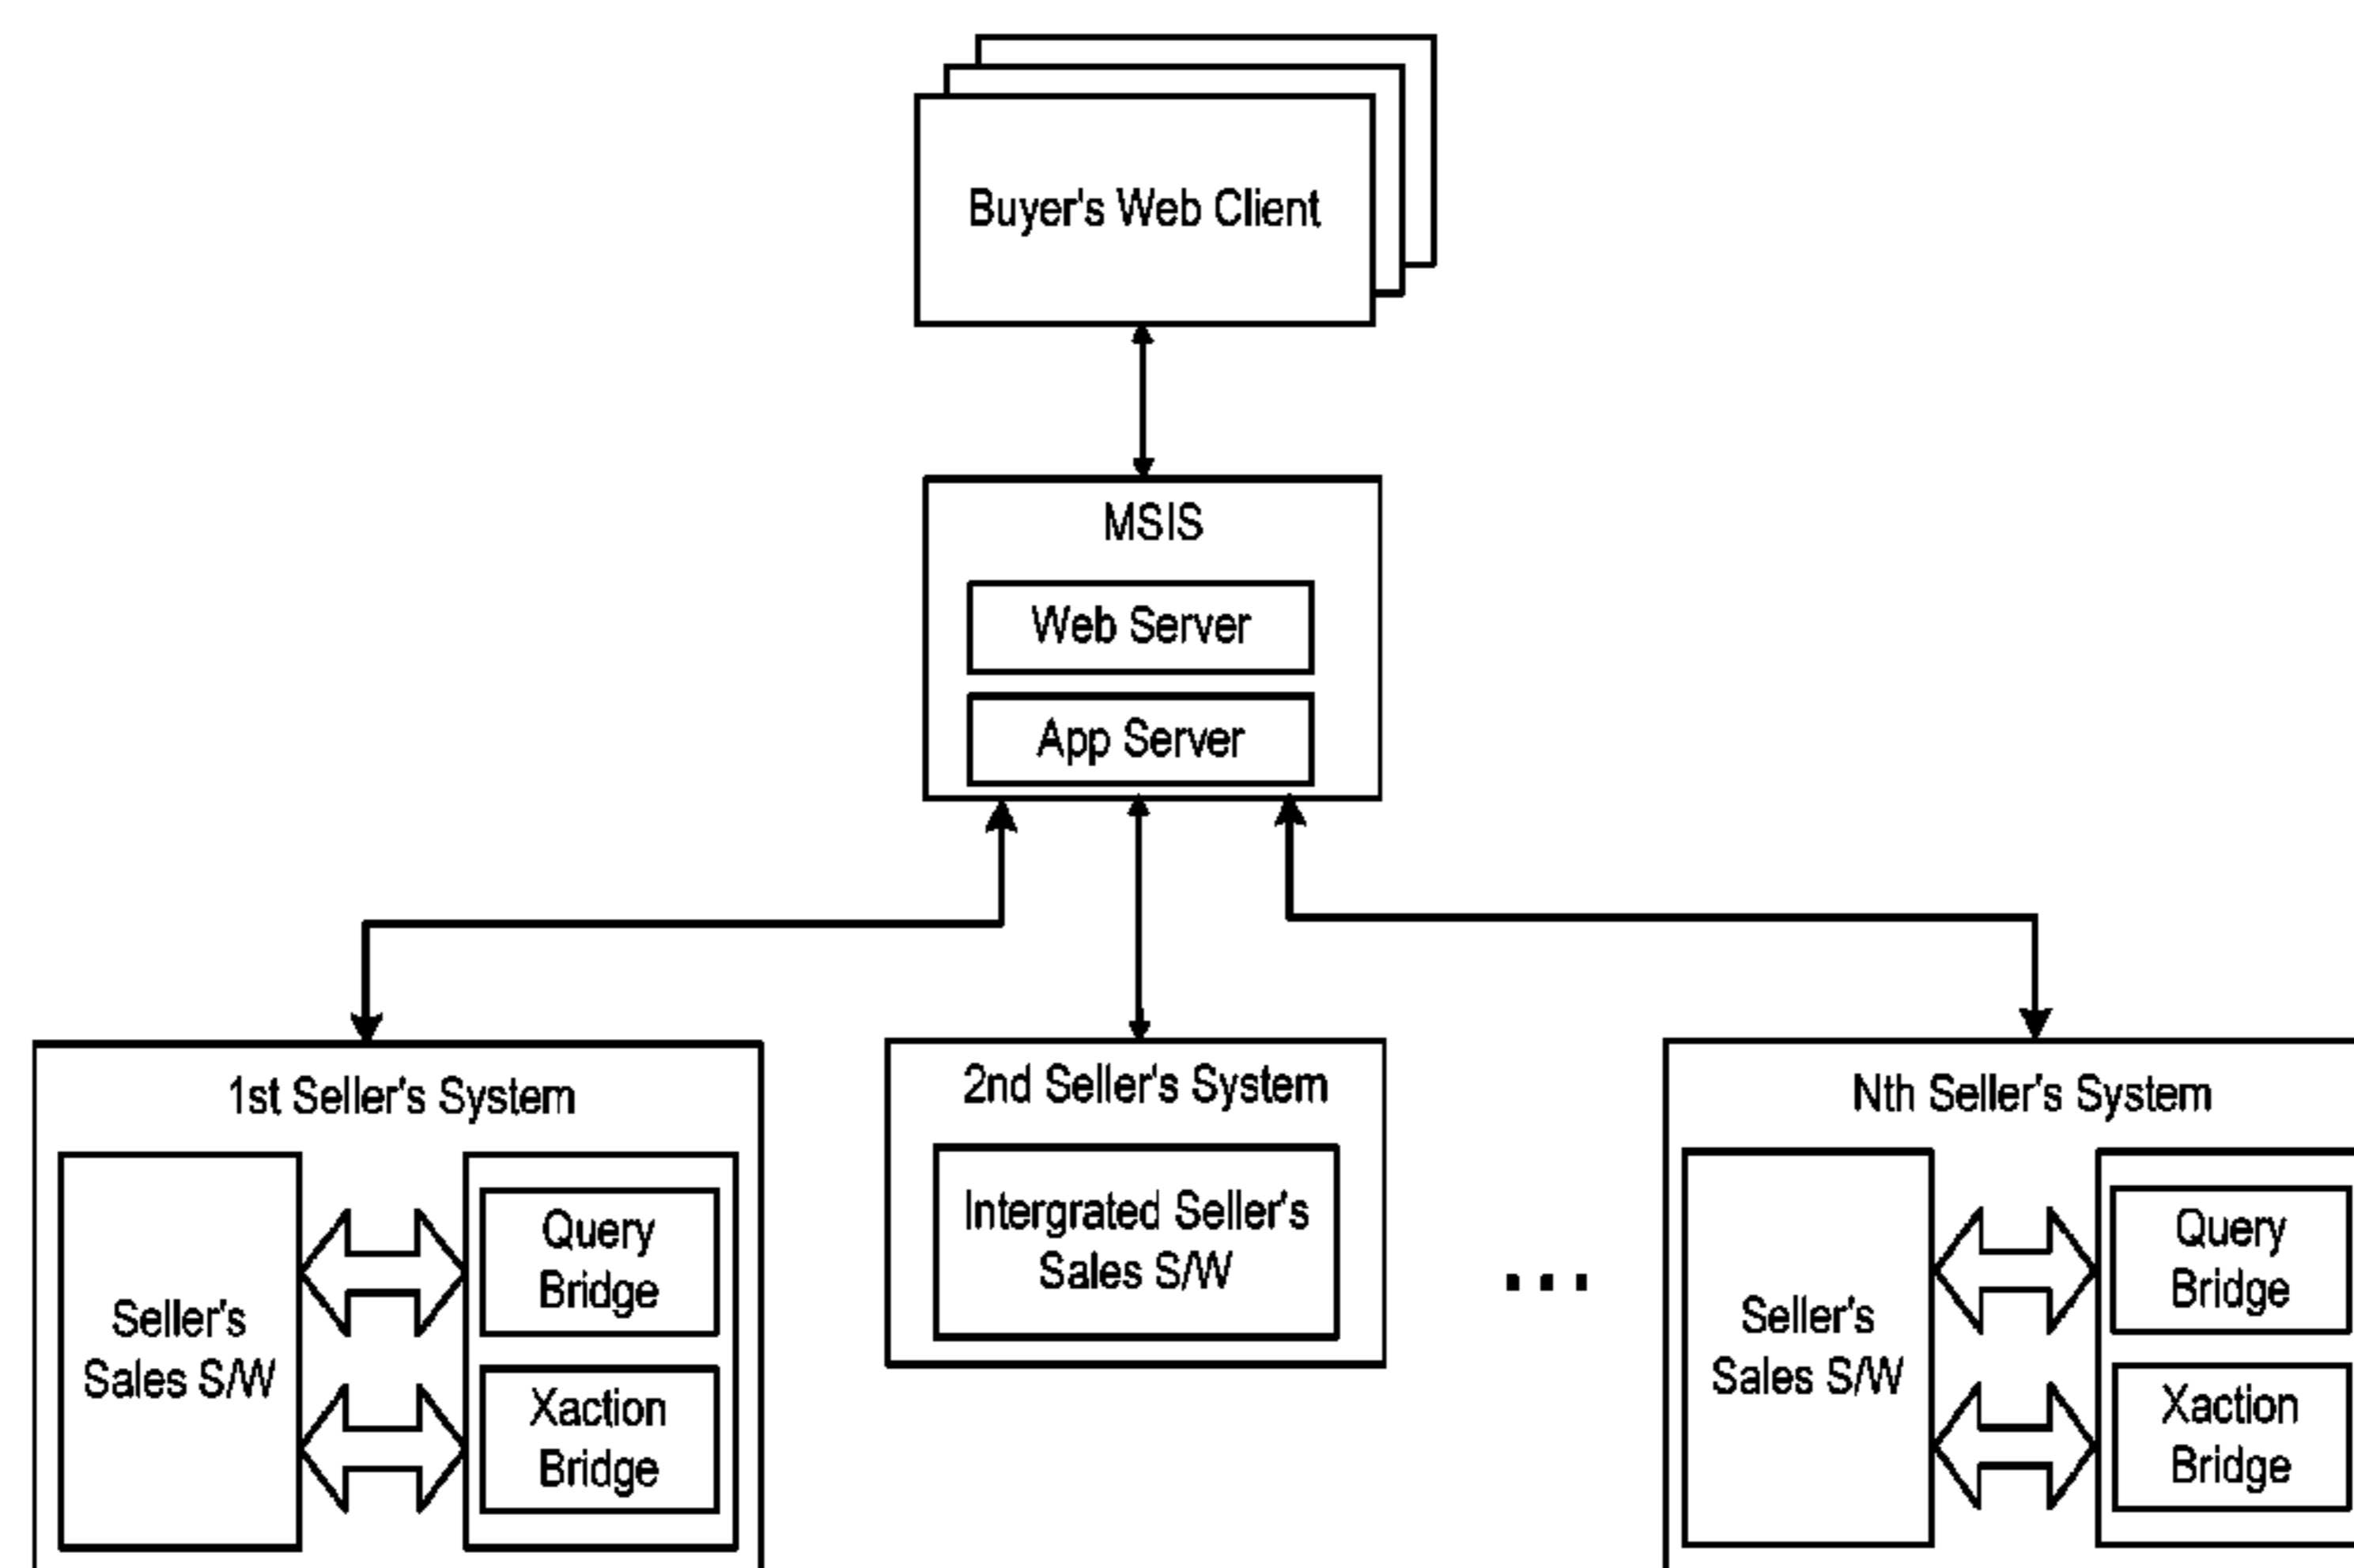 Buyer's Web Client
MSIS
Web Server
App Server
1st Seller's System
Seller's
Sales S/W
Query
Bridge
Xaction
Bridge
2nd Seller's System
Intergrated Seller's
Sales S/W
...
Nth Seller's System
Seller's
Sales S/W
Query
Bridge
Xaction
Bridge